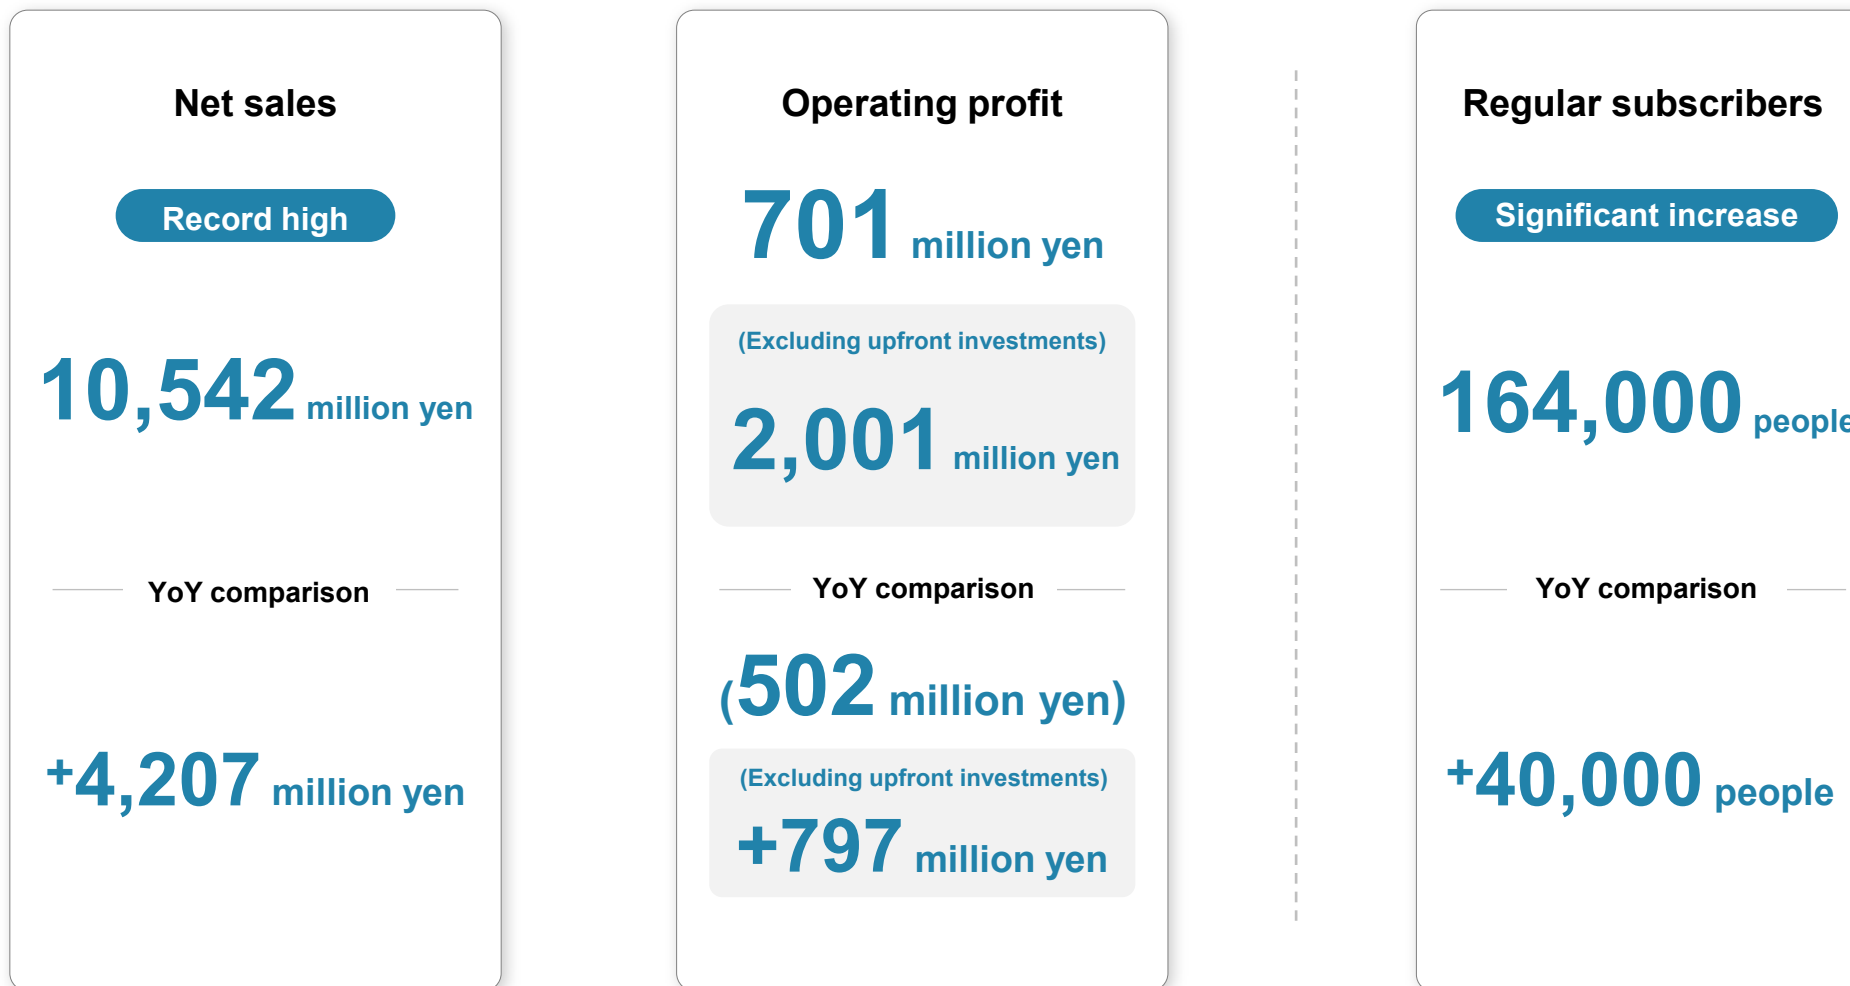 Net sales
Record high
10,542 million yen
YoY comparison
+4,207 million yen
Operating profit
701 million yen
(Excluding upfront investments)
2,001 million yen
YoY comparison
(502 million yen)
(Excluding upfront investments)
+797 million yen
Regular subscribers
Significant increase
164,000 people
YoY comparison
+40,000 people